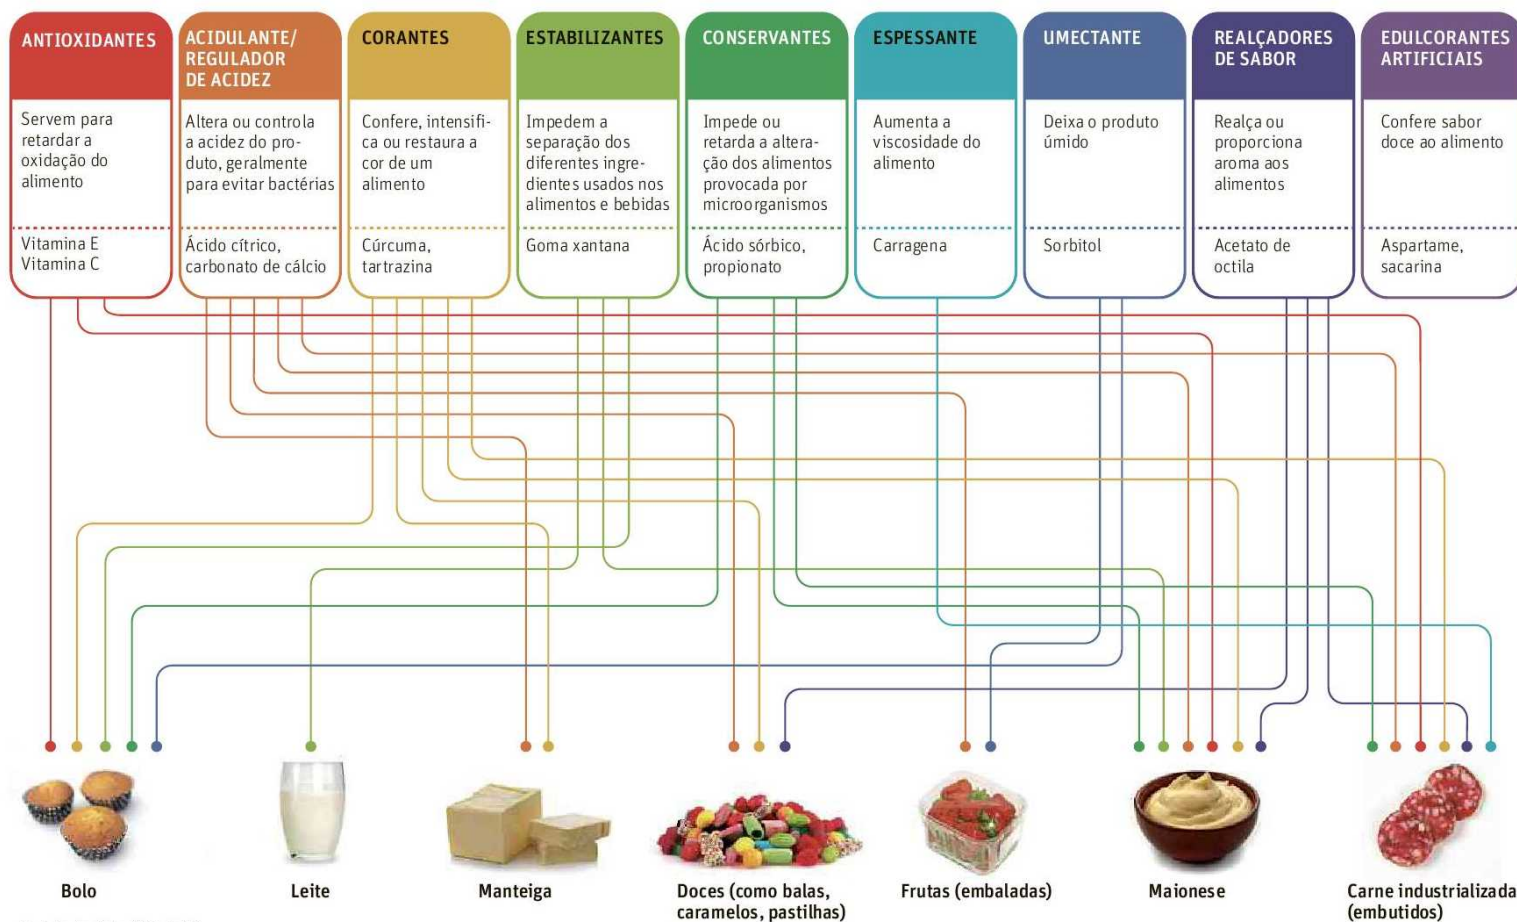 ANTIOXIDANTES
Servem para
retardar a
oxidação do
alimento
Vitamina E
Vitamina C
ACIDULANTE/
REGULADOR
DE ACIDEZ
Altera ou controla
a acidez do pro-
duto, geralmente
para evitar bactérias
Ácido cítrico,
carbonato de cálcio
CORANTES
Confere, intensifi-
ca ou restaura a
cor de um
alimento
Cúrcuma,
tartrazina
ESTABILIZANTES
Impedem a
separação dos
diferentes ingre-
dientes usados nos
alimentos e bebidas
Goma xantana
CONSERVANTES
Impede ou
retarda a altera-
ção dos alimentos
provocada por
microorganismos
Ácido sórbico,
propionato
ESPESSANTE
Aumenta a
viscosidade do
alimento
Carragena
UMECTANTE
Deixa o produto
úmido
Sorbitol
REALÇADORES
DE SABOR
Realça ou
proporciona
aroma aos
alimentos
Acetato de
octila
EDULCORANTES
ARTIFICIAIS
Confere sabor
doce ao alimento
Aspartame,
sacarina
Bolo
Leite
Manteiga
Doces (como balas,
caramelos, pastilhas)
Frutas (embaladas)
Maionese
Carne industrializada
(embutidos)